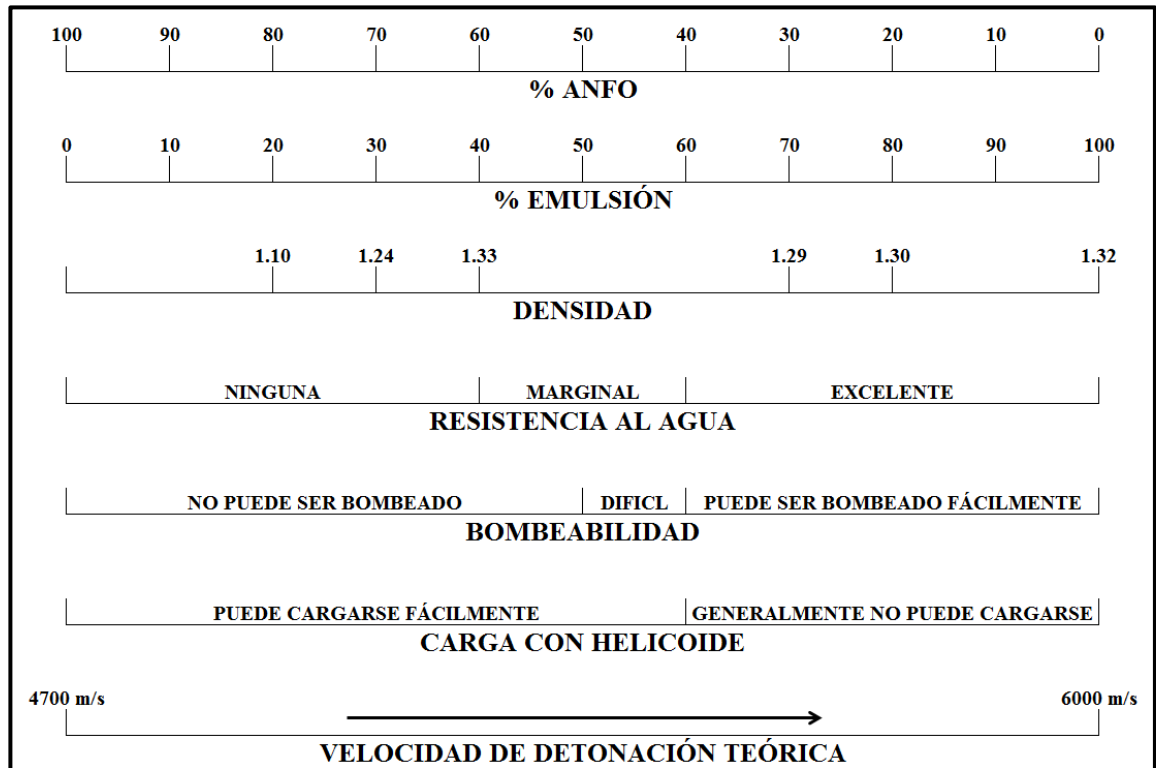 100 90 80 70 60 50 40 30 20 10 0
% ANFO
0 10 20 30 40 50 60 70 80 90 100
% EMULSIÓN
1.10 1.24 1.33 1.29 1.30 1.32
DENSIDAD
NINGUNA MARGINAL EXCELENTE
RESISTENCIA AL AGUA
NO PUEDE SER BOMBEADO DIFICL PUEDE SER BOMBEADO FÁCILMENTE
BOMBEABILIDAD
PUEDE CARGARSE FÁCILMENTE GENERALMENTE NO PUEDE CARGARSE
CARGA CON HELICOIDE
4700 m/s 6000 m/s
VELOCIDAD DE DETONACIÓN TEÓRICA